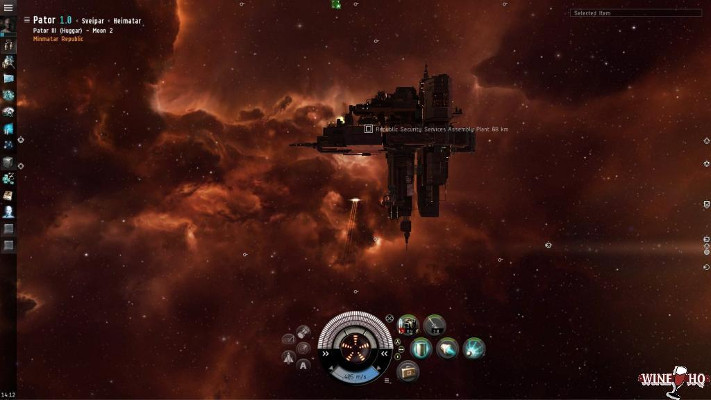 Pator 1.0 · Sveipar · Heimatar
Pator III (Huggar) - Moon 2
Minmatar Republic
Selected Item
Republic Security Services Assembly Plant 88 km
14:12
WINE HQ